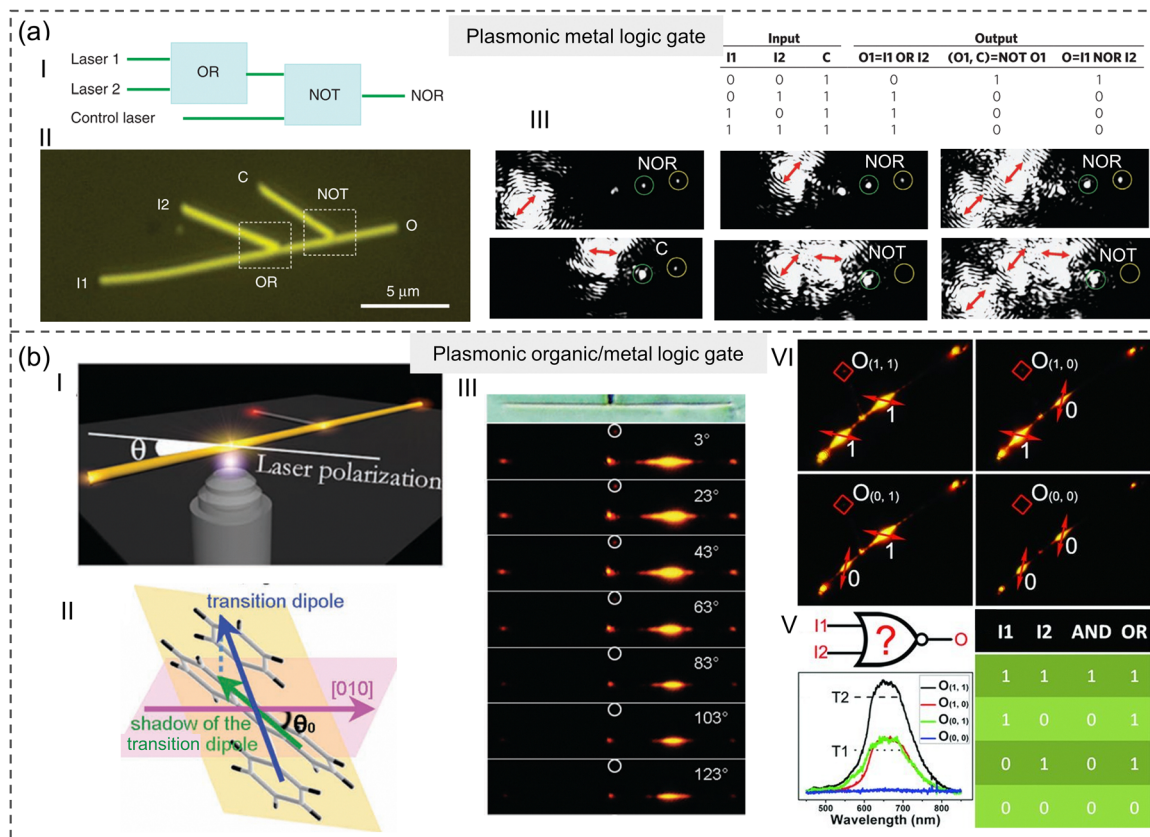 (a)
Plasmonic metal logic gate
I
Laser 1
Laser 2
Control laser
OR
NOT
NOR
Input Output
I1 I2 C O1=I1 OR I2 (O1, C)=NOT O1 O=I1 NOR I2
0 0 1 0 1 1
0 1 1 1 0 0
1 0 1 1 0 0
1 1 1 1 0 0
II
C
NOT
I2
O
I1
OR
5 μm
III
NOR
NOR
NOR
C
NOT
NOT
(b)
Plasmonic organic/metal logic gate
I
θ
Laser polarization
II
transition dipole
[010]
shadow of the
transition dipole
θ0
III
3°
23°
43°
63°
83°
103°
123°
VI
O(1, 1)
1
1
O(1, 0)
0
1
O(0, 1)
1
0
O(0, 0)
0
0
V
I1
I2
?
O
T2
T1
O(1, 1)
O(1, 0)
O(0, 1)
O(0, 0)
500 600 700 800
Wavelength (nm)
I1 I2 AND OR
1 1 1 1
1 0 0 1
0 1 0 1
0 0 0 0